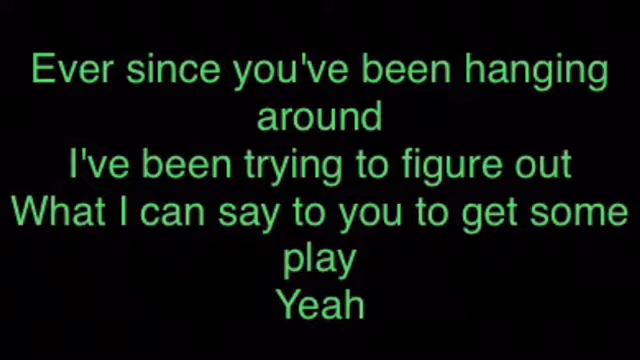 Ever since you've been hanging
around
I've been trying to figure out
What I can say to you to get some
play
Yeah